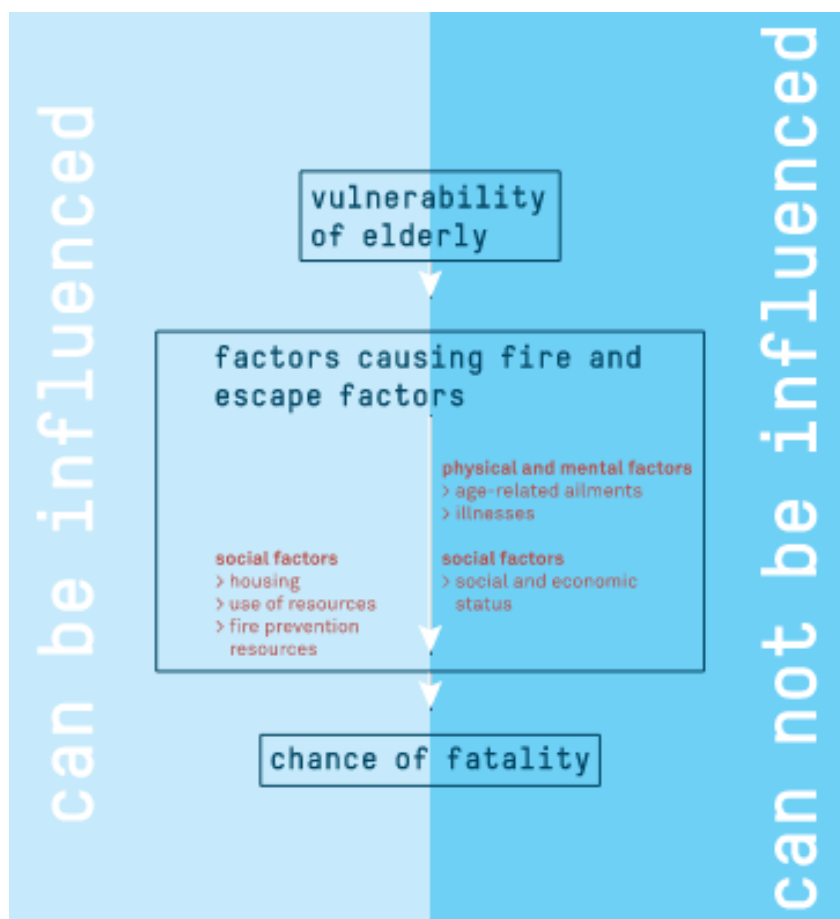 can be influenced
can not be influenced
vulnerability
of elderly
factors causing fire and
escape factors
physical and mental factors
> age-related ailments
> illnesses
social factors
> housing
> use of resources
> fire prevention
resources
social factors
> social and economic
status
chance of fatality